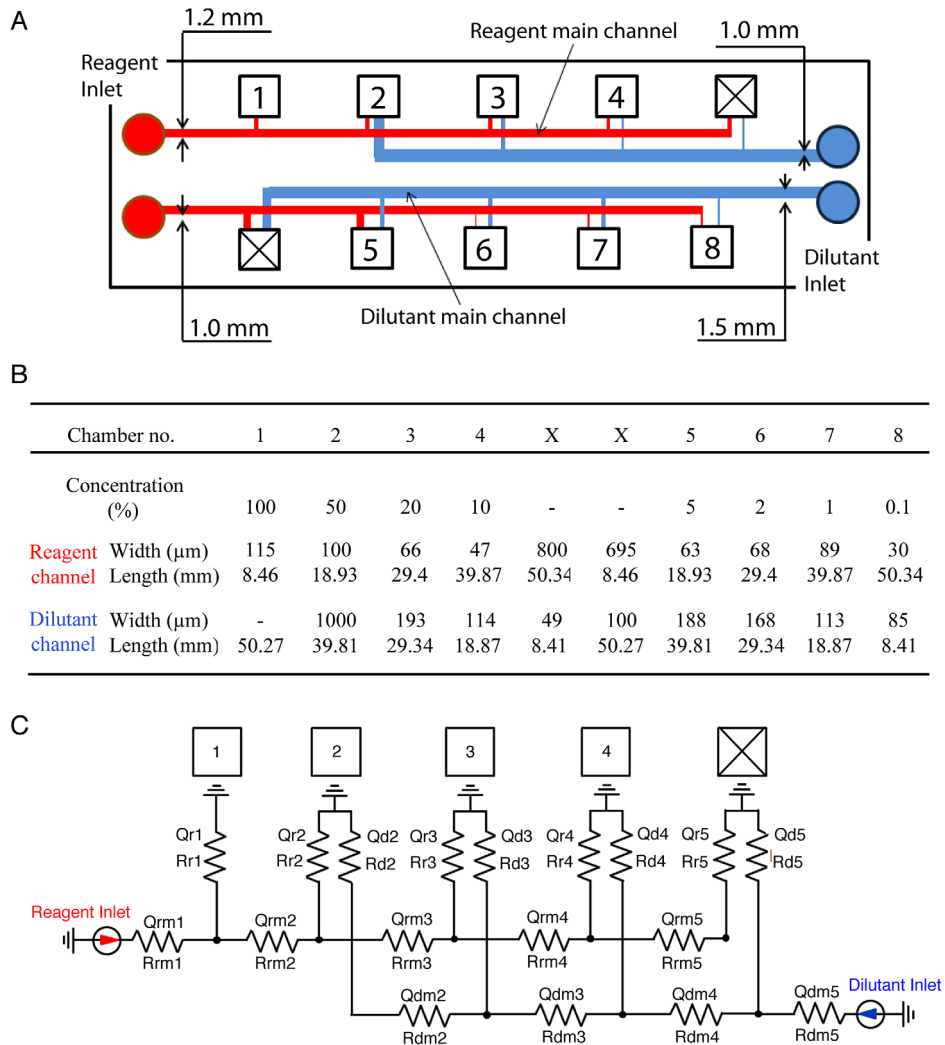 A
1.2 mm
1.0 mm
Reagent main channel
Reagent
Inlet
1
2
3
4
5
6
7
8
Dilutant
Inlet
1.0 mm
Dilutant main channel
1.5 mm
B
Chamber no. 1 2 3 4 X X 5 6 7 8
Concentration
(%) 100 50 20 10 - - 5 2 1 0.1
Reagent Width (μm) 115 100 66 47 800 695 63 68 89 30
channel Length (mm) 8.46 18.93 29.4 39.87 50.34 8.46 18.93 29.4 39.87 50.34
Dilutant Width (μm) - 1000 193 114 49 100 188 168 113 85
channel Length (mm) 50.27 39.81 29.34 18.87 8.41 50.27 39.81 29.34 18.87 8.41
C
1 2 3 4
Qr1 Qr2 Qd2 Qr3 Qd3 Qr4 Qd4 Qr5 Qd5
Rr1 Rr2 Rd2 Rr3 Rd3 Rr4 Rd4 Rr5 Rd5
Reagent Inlet
Qrm1 Qrm2 Qrm3 Qrm4 Qrm5
Rrm1 Rrm2 Rrm3 Rrm4 Rrm5
Dilutant Inlet
Qdm2 Qdm3 Qdm4 Qdm5
Rdm2 Rdm3 Rdm4 Rdm5